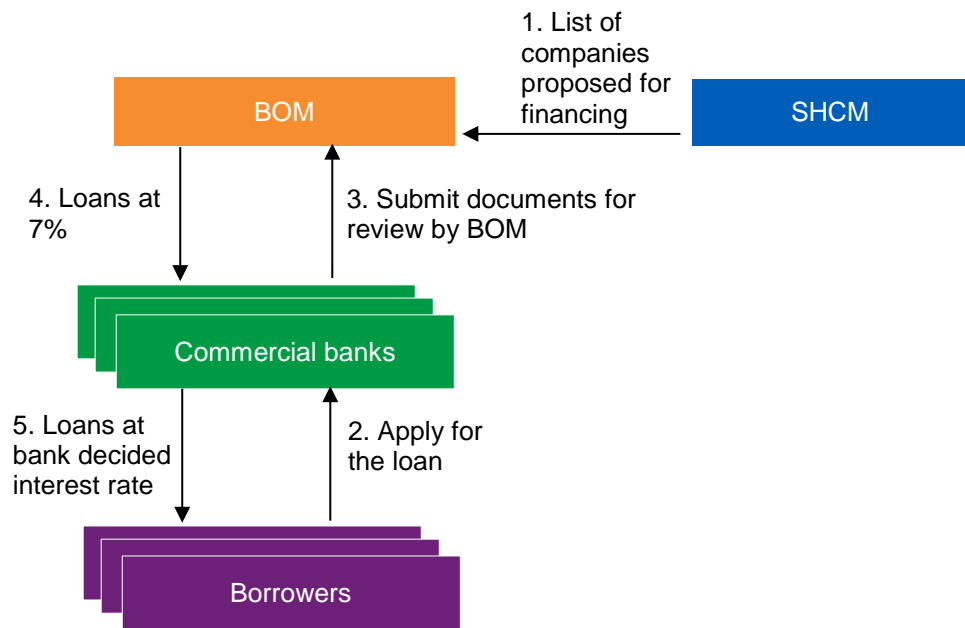 1. List of
companies
proposed for
financing
BOM
SHCM
4. Loans at
7%
3. Submit documents for
review by BOM
Commercial banks
5. Loans at
bank decided
interest rate
2. Apply for
the loan
Borrowers